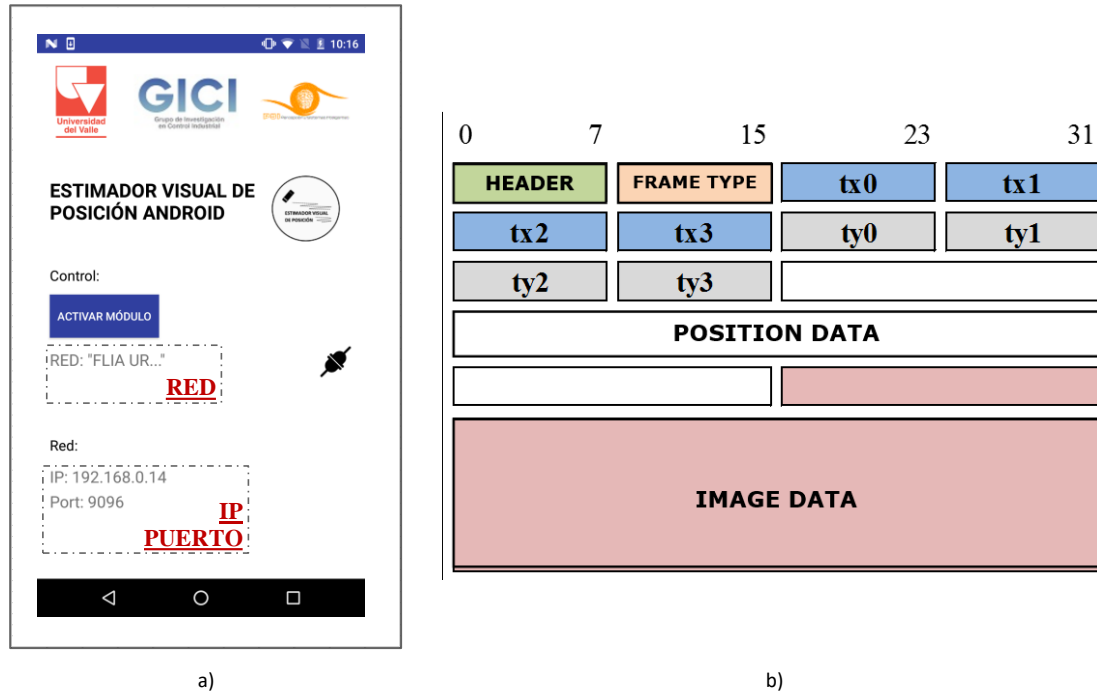 10:16
Universidad
del Valle
GICI
Grupo de Investigación
en Control Industrial
ESTIMADOR VISUAL DE
POSICIÓN ANDROID
ESTIMADOR VISUAL
DE POSICIÓN
Control:
ACTIVAR MÓDULO
RED: "FLIA UR..."
RED
Red:
IP: 192.168.0.14
Port: 9096
IP
PUERTO
a)
0 7 15 23 31
HEADER FRAME TYPE tx0 tx1
tx2 tx3 ty0 ty1
ty2 ty3
POSITION DATA
IMAGE DATA
b)